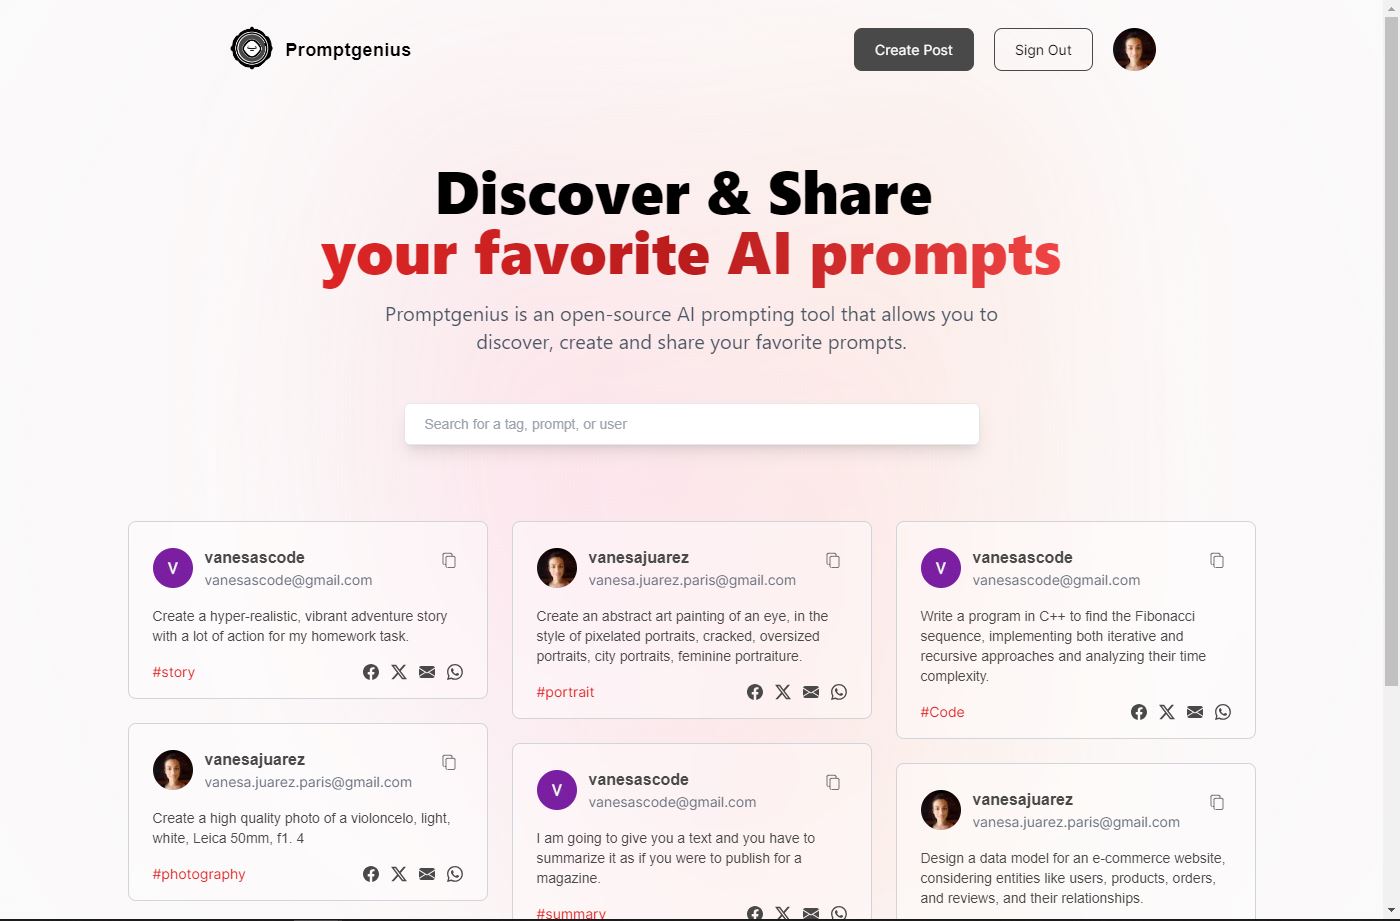 Promptgenius
Create Post
Sign Out
Discover & Share
your favorite AI prompts
Promptgenius is an open-source AI prompting tool that allows you to
discover, create and share your favorite prompts.
Search for a tag, prompt, or user
V
vanesascode
vanesascode@gmail.com
Create a hyper-realistic, vibrant adventure story
with a lot of action for my homework task.
#story
vanesajuarez
vanesa.juarez.paris@gmail.com
Create an abstract art painting of an eye, in the
style of pixelated portraits, cracked, oversized
portraits, city portraits, feminine portraiture.
#portrait
V
vanesascode
vanesascode@gmail.com
Write a program in C++ to find the Fibonacci
sequence, implementing both iterative and
recursive approaches and analyzing their time
complexity.
#Code
vanesajuarez
vanesa.juarez.paris@gmail.com
Create a high quality photo of a violoncelo, light,
white, Leica 50mm, f1. 4
#photography
V
vanesascode
vanesascode@gmail.com
I am going to give you a text and you have to
summarize it as if you were to publish for a
magazine.
#summary
vanesajuarez
vanesa.juarez.paris@gmail.com
Design a data model for an e-commerce website,
considering entities like users, products, orders,
and reviews, and their relationships.